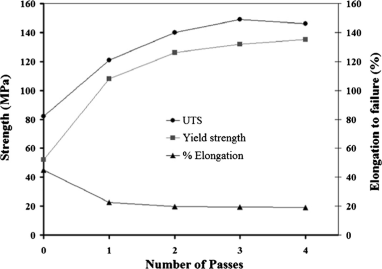 160 160
140 140
120 120
100 100
80 80
60 60
40 40
20 20
0 0
0 1 2 3 4
Strength (MPa)
Elongation to failure (%)
Number of Passes
UTS
Yield strength
% Elongation